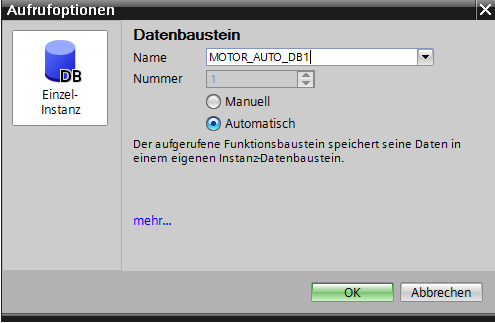 Aufrufoptionen
Datenbaustein
Name MOTOR_AUTO_DB1
Nummer 1
Manuell
Automatisch
DB
Einzel-
Instanz
Der aufgerufene Funktionsbaustein speichert seine Daten in
einem eigenen Instanz-Datenbaustein.
mehr...
OK Abbrechen